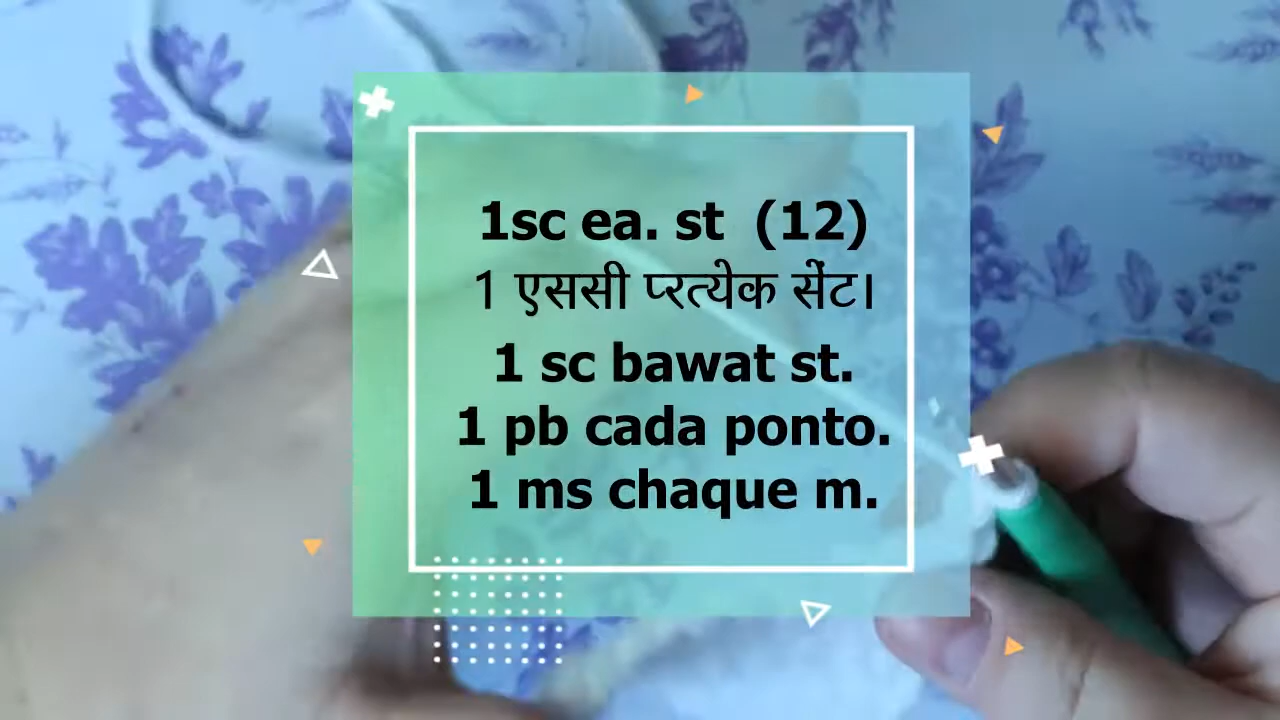 1sc ea. st (12)
1 एससी प्रत्येक सेंट।
1 sc bawat st.
1 pb cada ponto.
1 ms chaque m.